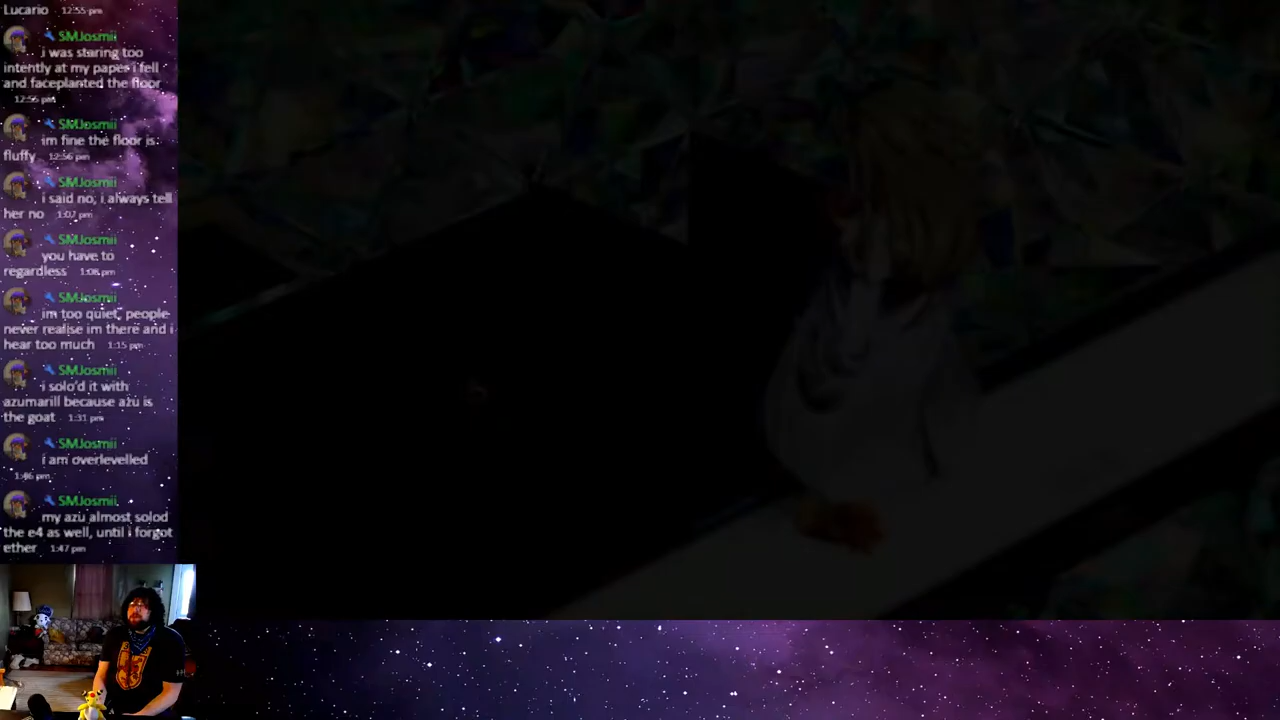 Lucario 12:55 pm
SMJosmii
i was staring too
intently at my paper i fell
and faceplanted the floor
12:56 pm
SMJosmii
im fine the floor is
fluffy 12:56 pm
SMJosmii
i said no, i always tell
her no 1:07 pm
SMJosmii
you have to
regardless 1:08 pm
SMJosmii
im too quiet, people
never realise im there and i
hear too much 1:15 pm
SMJosmii
i solo'd it with
azumarill because azu is
the goat 1:31 pm
SMJosmii
i am overlevelled
1:46 pm
SMJosmii
my azu almost solod
the e4 as well, until i forgot
ether 1:47 pm